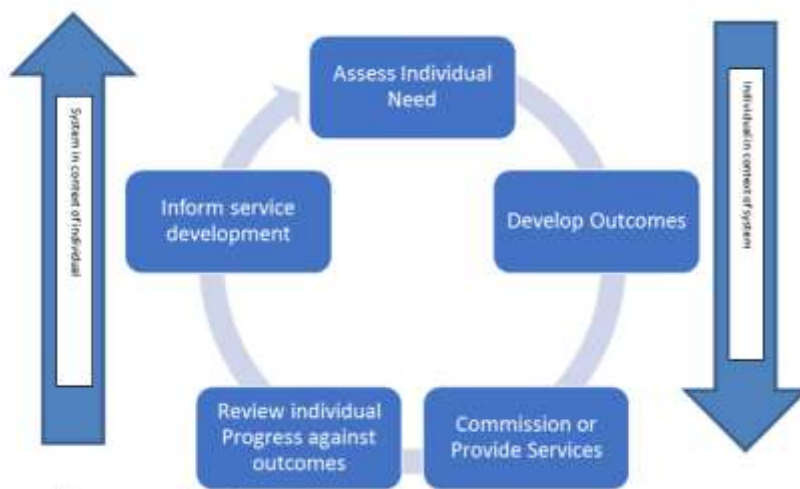 Assess Individual
Need
Develop Outcomes
Commission or
Provide Services
Review individual
Progress against
outcomes
Inform service
development
System in context of individual
Individual in context of system